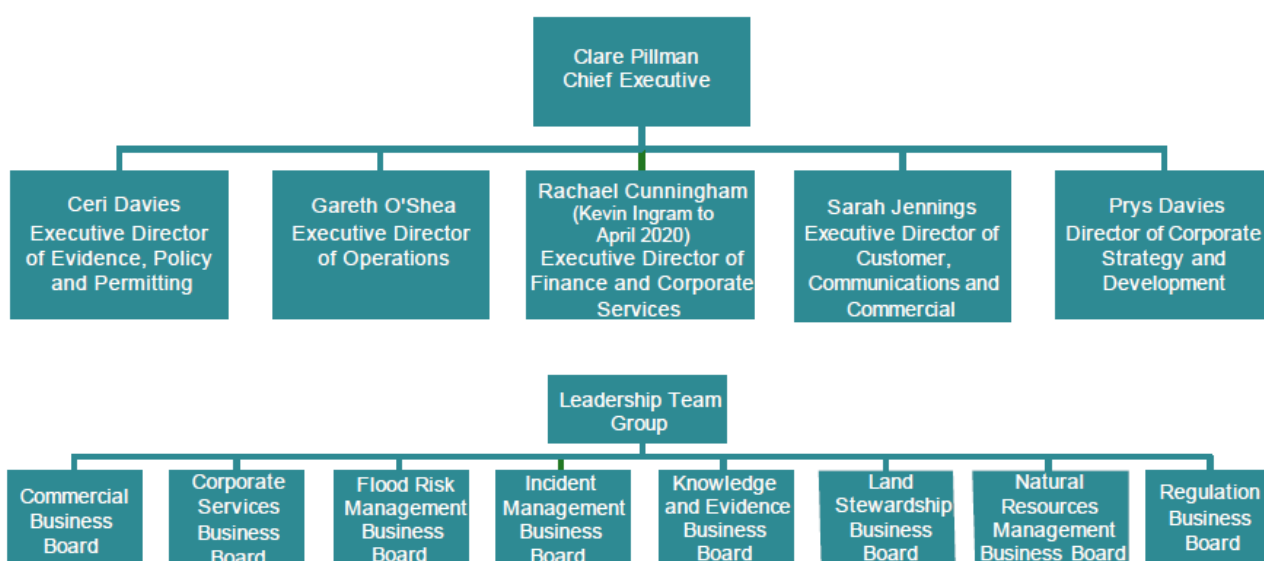 Clare Pillman
Chief Executive
Ceri Davies
Executive Director
of Evidence, Policy
and Permitting
Gareth O'Shea
Executive Director
of Operations
Rachael Cunningham
(Kevin Ingram to
April 2020)
Executive Director of
Finance and Corporate
Services
Sarah Jennings
Executive Director of
Customer,
Communications and
Commercial
Prys Davies
Director of Corporate
Strategy and
Development
Leadership Team
Group
Commercial
Business
Board
Corporate
Services
Business
Board
Flood Risk
Management
Business
Board
Incident
Management
Business
Board
Knowledge
and Evidence
Business
Board
Land
Stewardship
Business
Board
Natural
Resources
Management
Business Board
Regulation
Business
Board